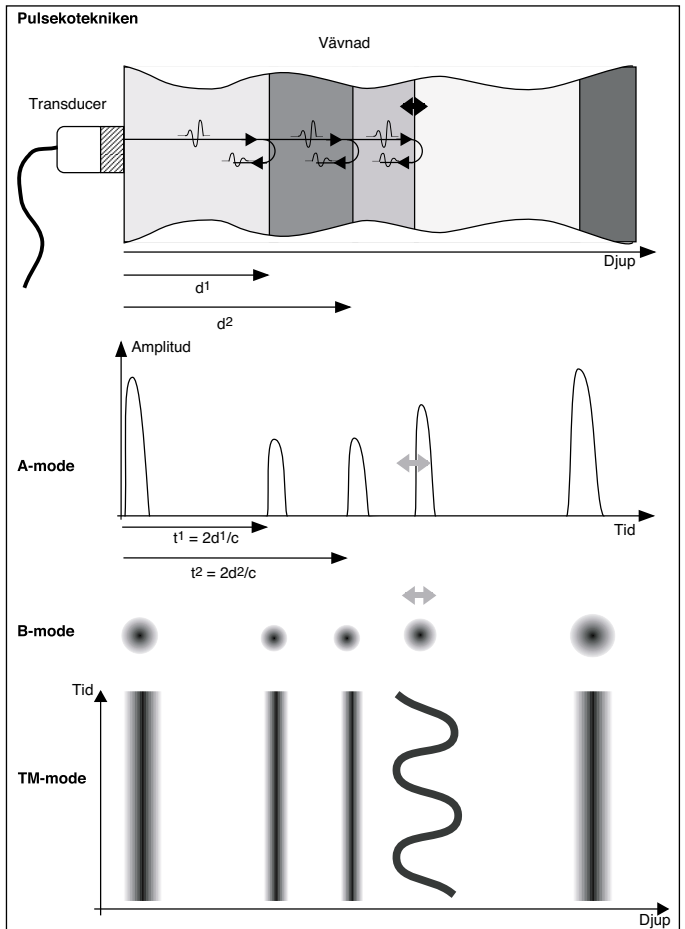 Pulsekotekniken
Vävnad
Transducer
Djup
d1
d2
Amplitud
A-mode
Tid
t1 = 2d1/c
t2 = 2d2/c
B-mode
Tid
TM-mode
Djup